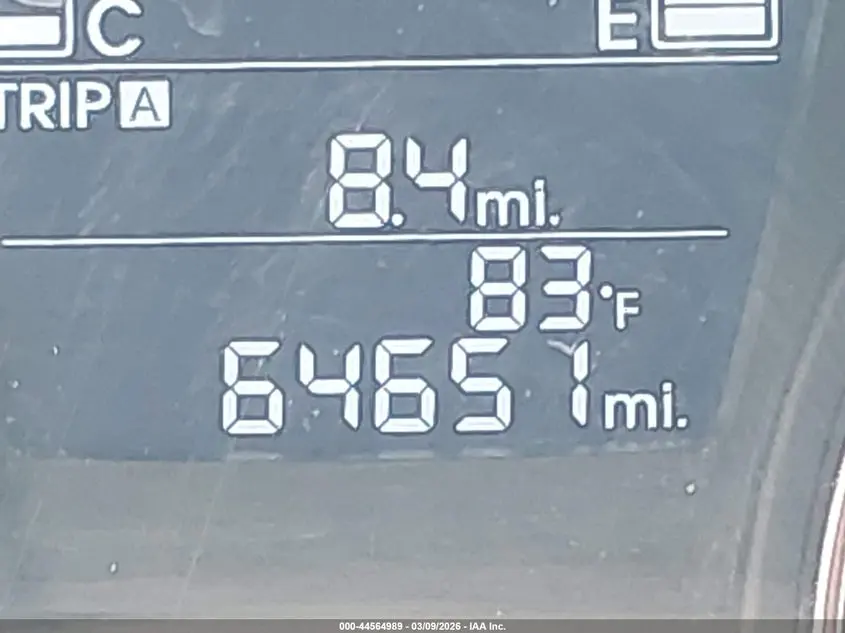 C E
TRIP A
8.4 mi.
83°F
64651 mi.
000-44564989 - 03/09/2026 - IAA Inc.